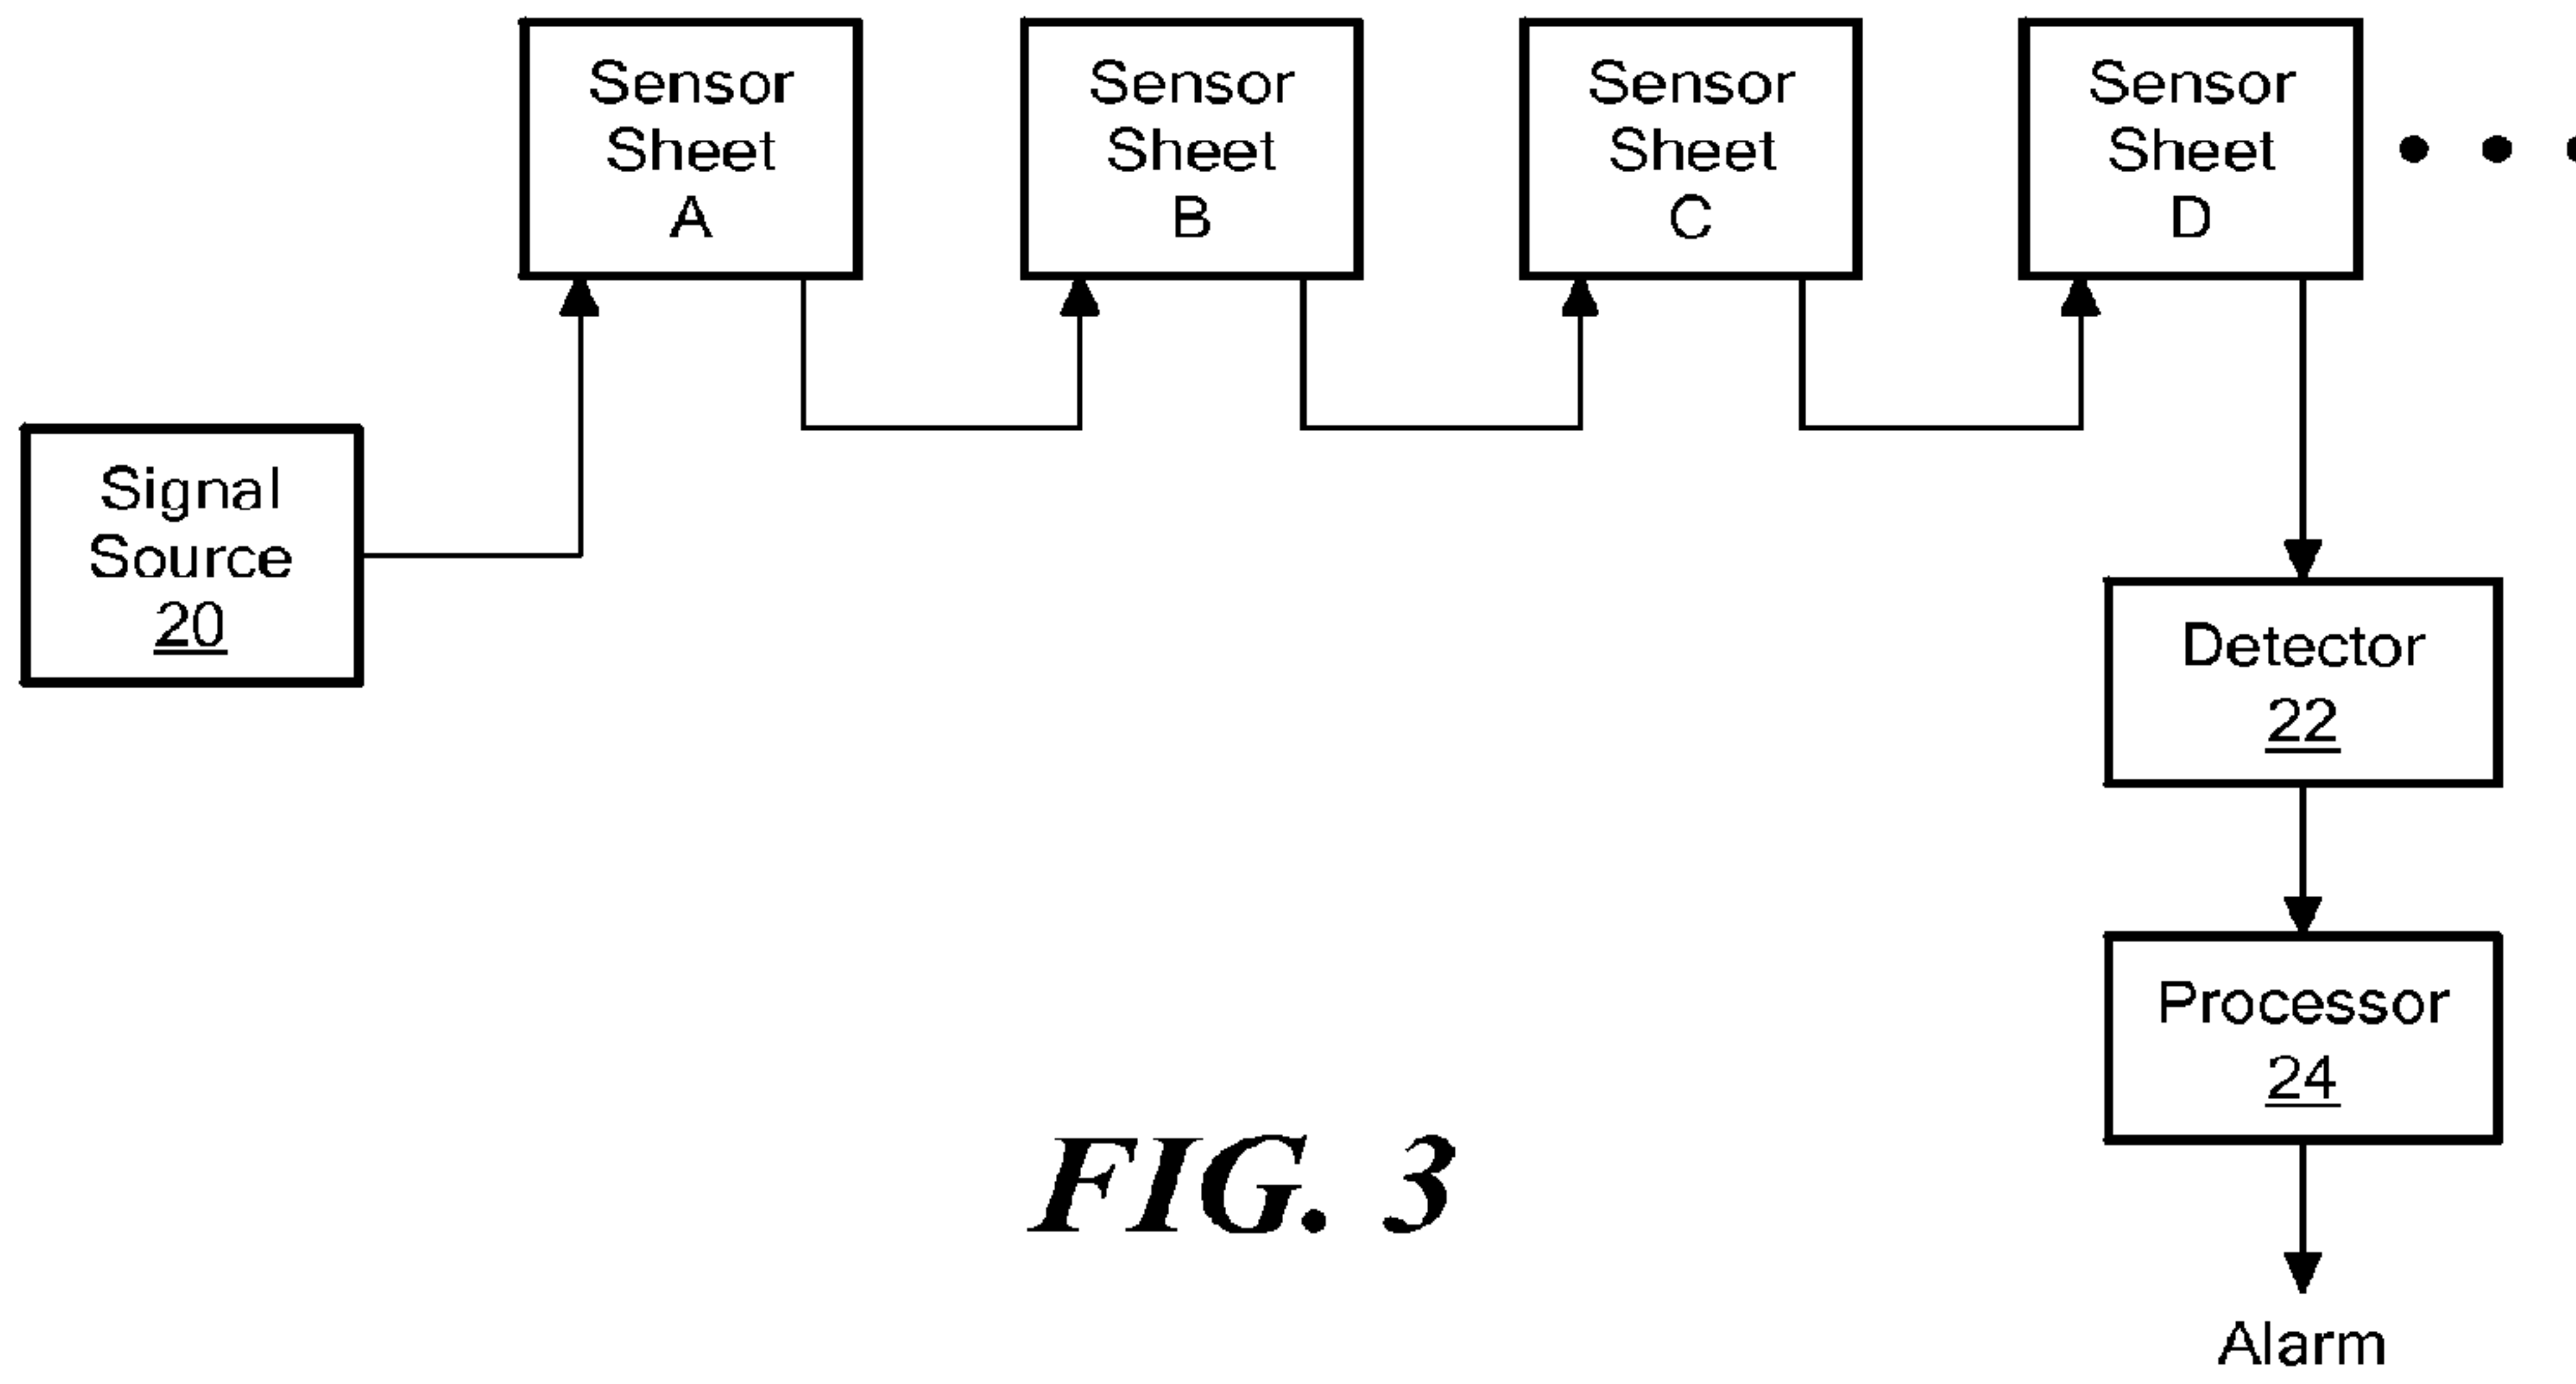 Sensor
Sheet
A
Sensor
Sheet
B
Sensor
Sheet
C
Sensor
Sheet
D
Signal
Source
20
Detector
22
Processor
24
Alarm
FIG. 3